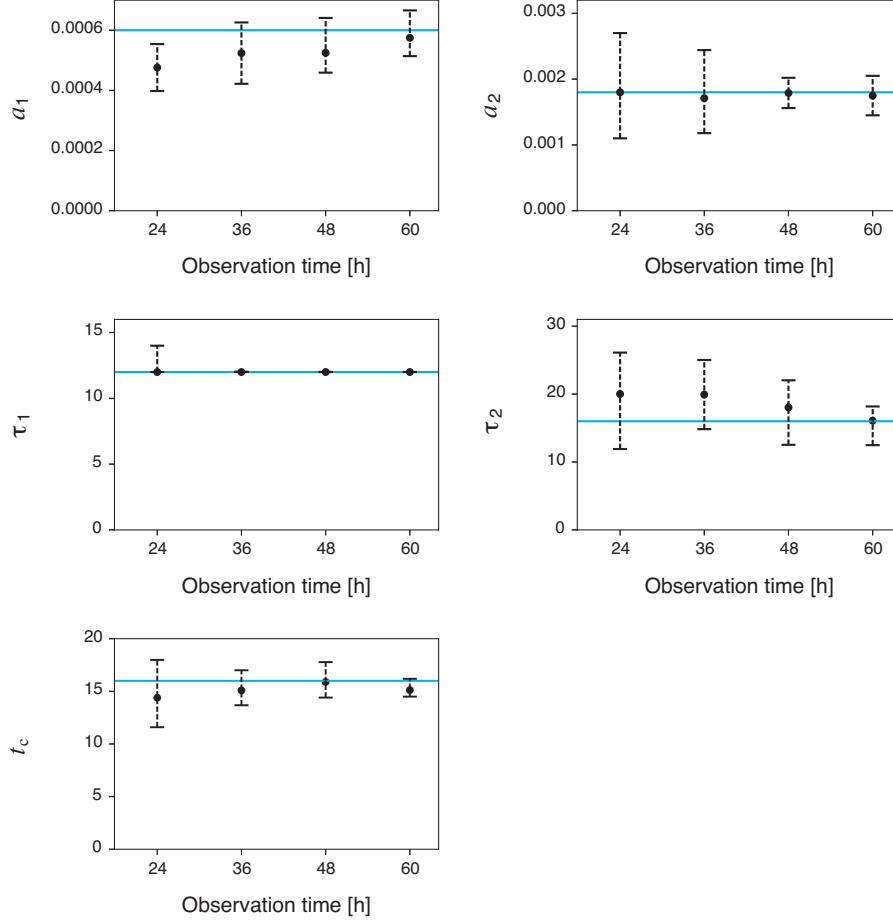 0.0006
0.0004
0.0002
0.0000
a1
24 36 48 60
Observation time [h]
0.003
0.002
0.001
0.000
a2
24 36 48 60
Observation time [h]
15
10
5
0
τ1
24 36 48 60
Observation time [h]
30
20
10
0
τ2
24 36 48 60
Observation time [h]
20
15
10
5
0
tc
24 36 48 60
Observation time [h]